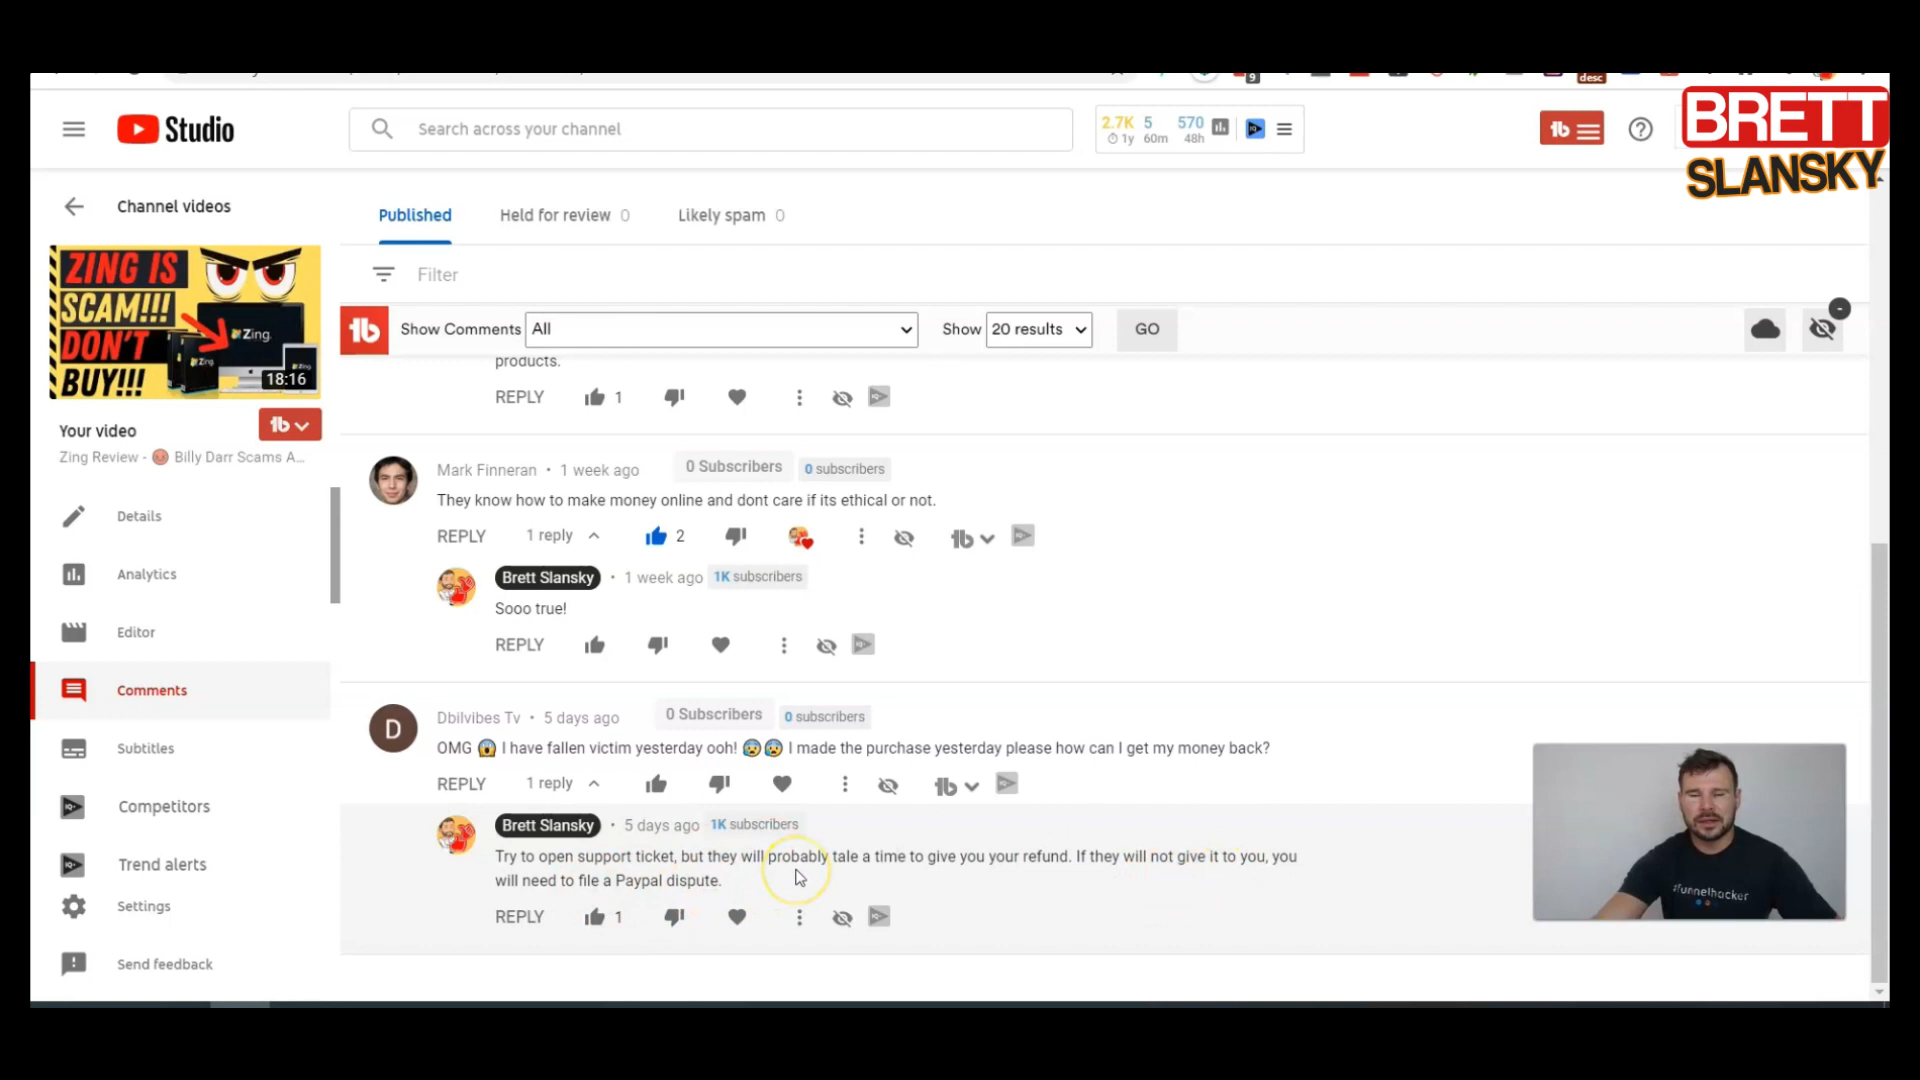 9
desc
BRETT
SLANSKY
Studio
Search across your channel
2.7K 5 570
1y 60m 48h
Channel videos
Published Held for review 0 Likely spam 0
Filter
ZING IS
SCAM!!!
DON'T
BUY!!!
Zing.
18:16
Show Comments All Show 20 results GO
-
products.
REPLY 1
Your video
Zing Review - 😡 Billy Darr Scams A...
Details
Analytics
Editor
Comments
Subtitles
Competitors
Trend alerts
Settings
Send feedback
Mark Finneran • 1 week ago 0 Subscribers 0 subscribers
They know how to make money online and dont care if its ethical or not.
REPLY 1 reply 2
Brett Slansky • 1 week ago 1K subscribers
Sooo true!
REPLY
D
Dbilvibes Tv • 5 days ago 0 Subscribers 0 subscribers
OMG 😱 I have fallen victim yesterday ooh! 😰😰 I made the purchase yesterday please how can I get my money back?
REPLY 1 reply
Brett Slansky • 5 days ago 1K subscribers
Try to open support ticket, but they will probably tale a time to give you your refund. If they will not give it to you, you
will need to file a Paypal dispute.
REPLY 1
#funnelhacker